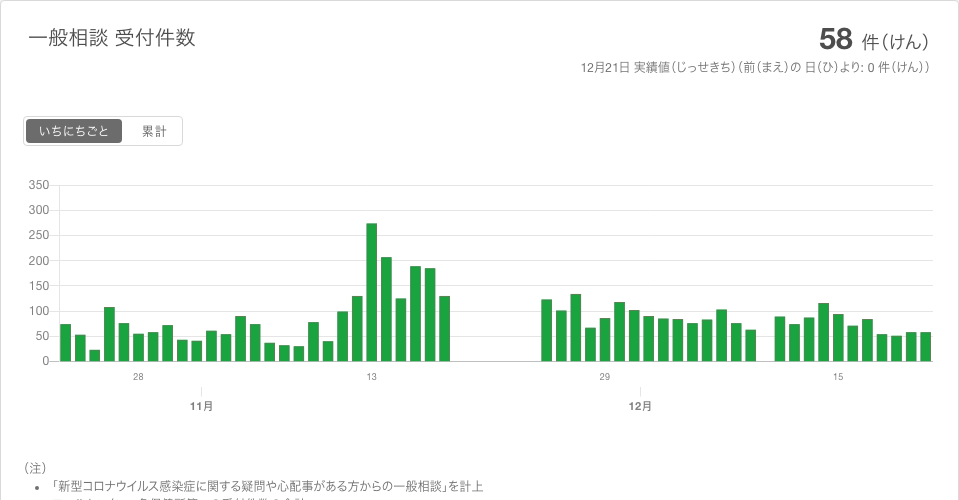 一般相談 受付件数
58 件(けん)
12月21日 実績値(じっせきち)(前(まえ)の 日(ひ)より: 0 件(けん))
いちにちごと 累計
350
300
250
200
150
100
50
0
28 13 29 15
11月 12月
(注)
• 「新型コロナウイルス感染症に関する疑問や心配事がある方からの一般相談」を計上